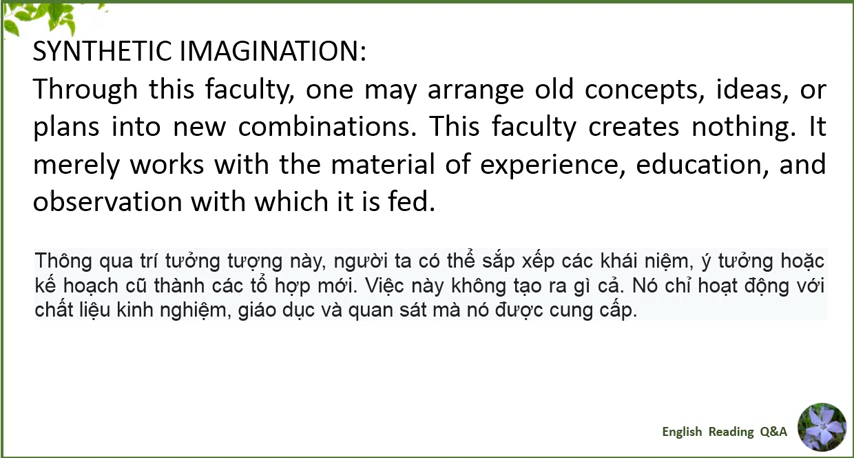 SYNTHETIC IMAGINATION:
Through this faculty, one may arrange old concepts, ideas, or
plans into new combinations. This faculty creates nothing. It
merely works with the material of experience, education, and
observation with which it is fed.
Thông qua trí tưởng tượng này, người ta có thể sắp xếp các khái niệm, ý tưởng hoặc
kế hoạch cũ thành các tổ hợp mới. Việc này không tạo ra gì cả. Nó chỉ hoạt động với
chất liệu kinh nghiệm, giáo dục và quan sát mà nó được cung cấp.
English Reading Q&A